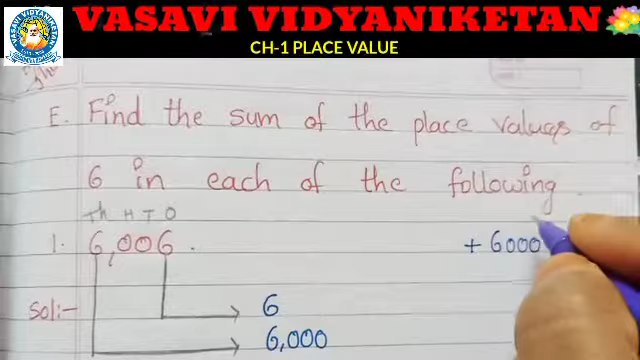 VASAVI VIDYANIKETAN
CH-1 PLACE VALUE
E. Find the sum of the place values of
6 in each of the following.
Th H T O
1. 6,006.
+ 6000
Sol:- 6
6,000